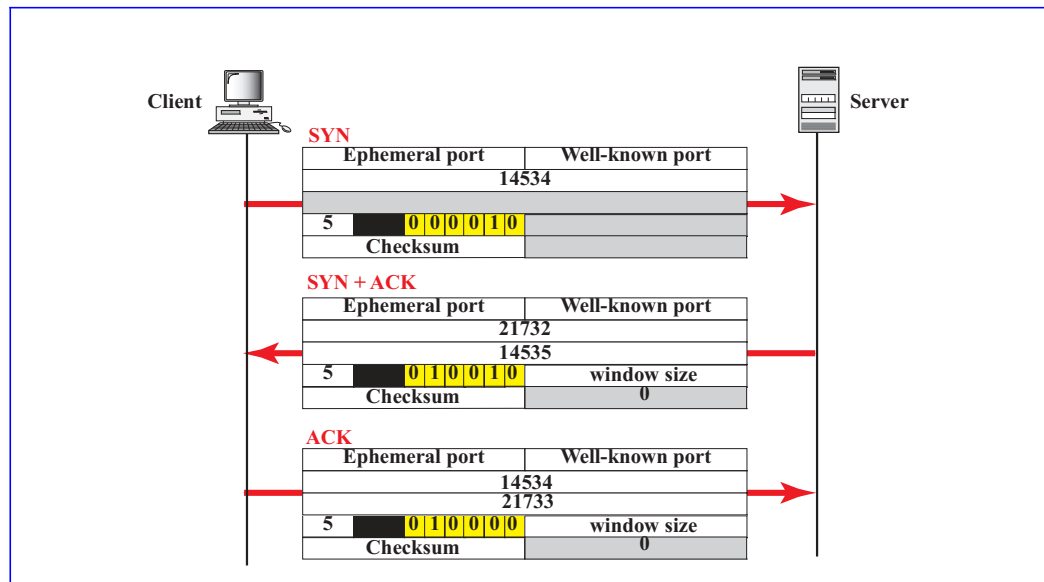 Client
Server
SYN
Ephemeral port Well-known port
14534
5 0 0 0 0 1 0
Checksum
SYN + ACK
Ephemeral port Well-known port
21732
14535
5 0 1 0 0 1 0 window size
Checksum 0
ACK
Ephemeral port Well-known port
14534
21733
5 0 1 0 0 0 0 window size
Checksum 0